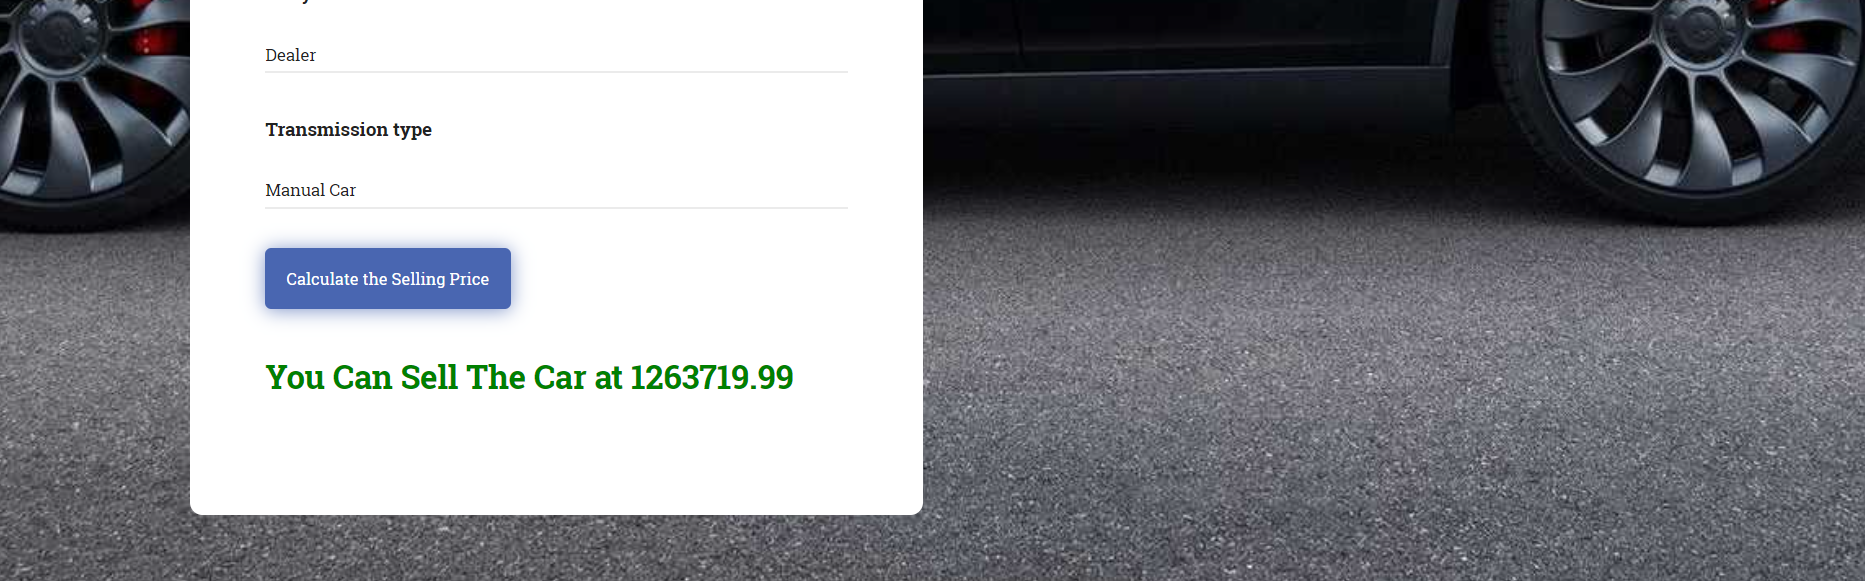 Dealer
Transmission type
Manual Car
Calculate the Selling Price
You Can Sell The Car at 1263719.99